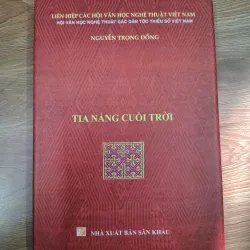 LIÊN HIỆP CÁC HỘI VĂN HỌC NGHỆ THUẬT VIỆT NAM
HỘI VĂN HỌC NGHỆ THUẬT CÁC DÂN TỘC THIỂU SỐ VIỆT NAM
NGUYỄN TRỌNG ĐỒNG
TIA NẮNG CUỐI TRỜI
NHÀ XUẤT BẢN SÂN KHẤU